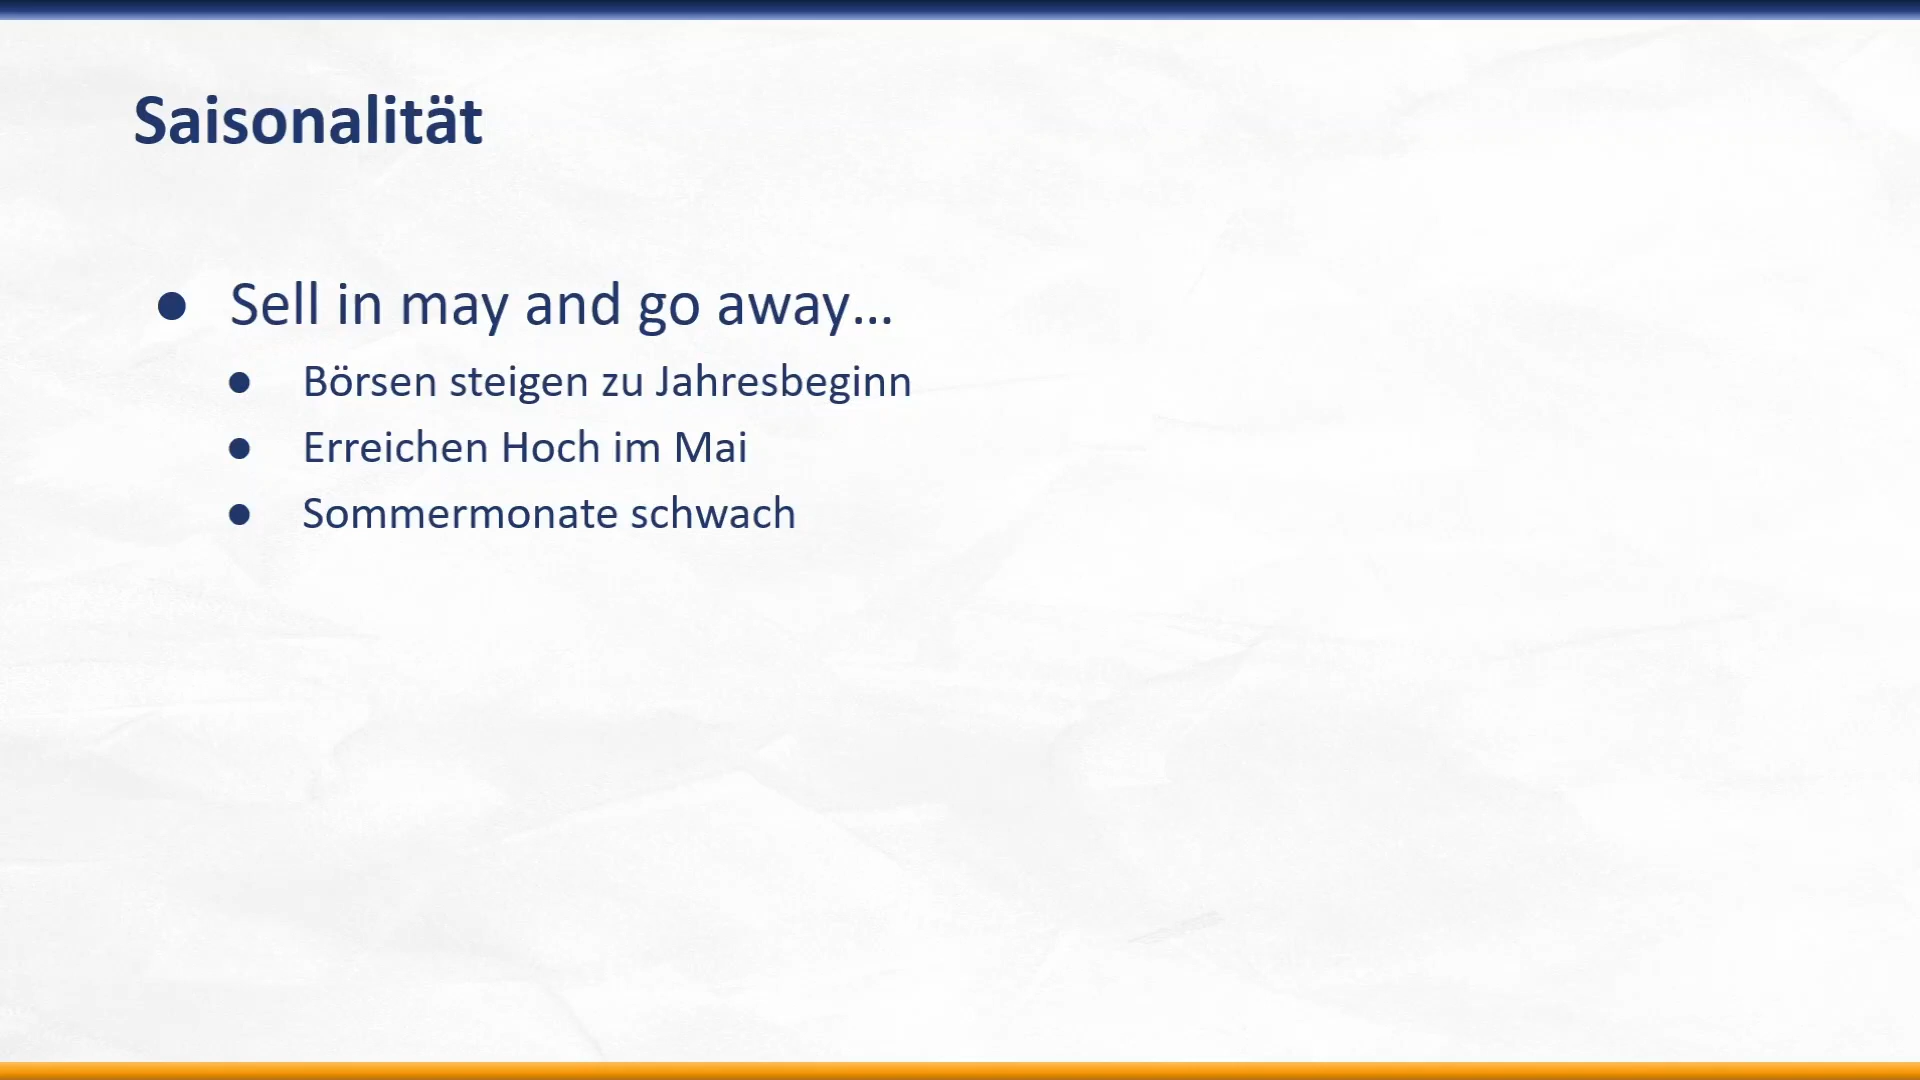 Saisonalität
● Sell in may and go away...
● Börsen steigen zu Jahresbeginn
● Erreichen Hoch im Mai
● Sommermonate schwach